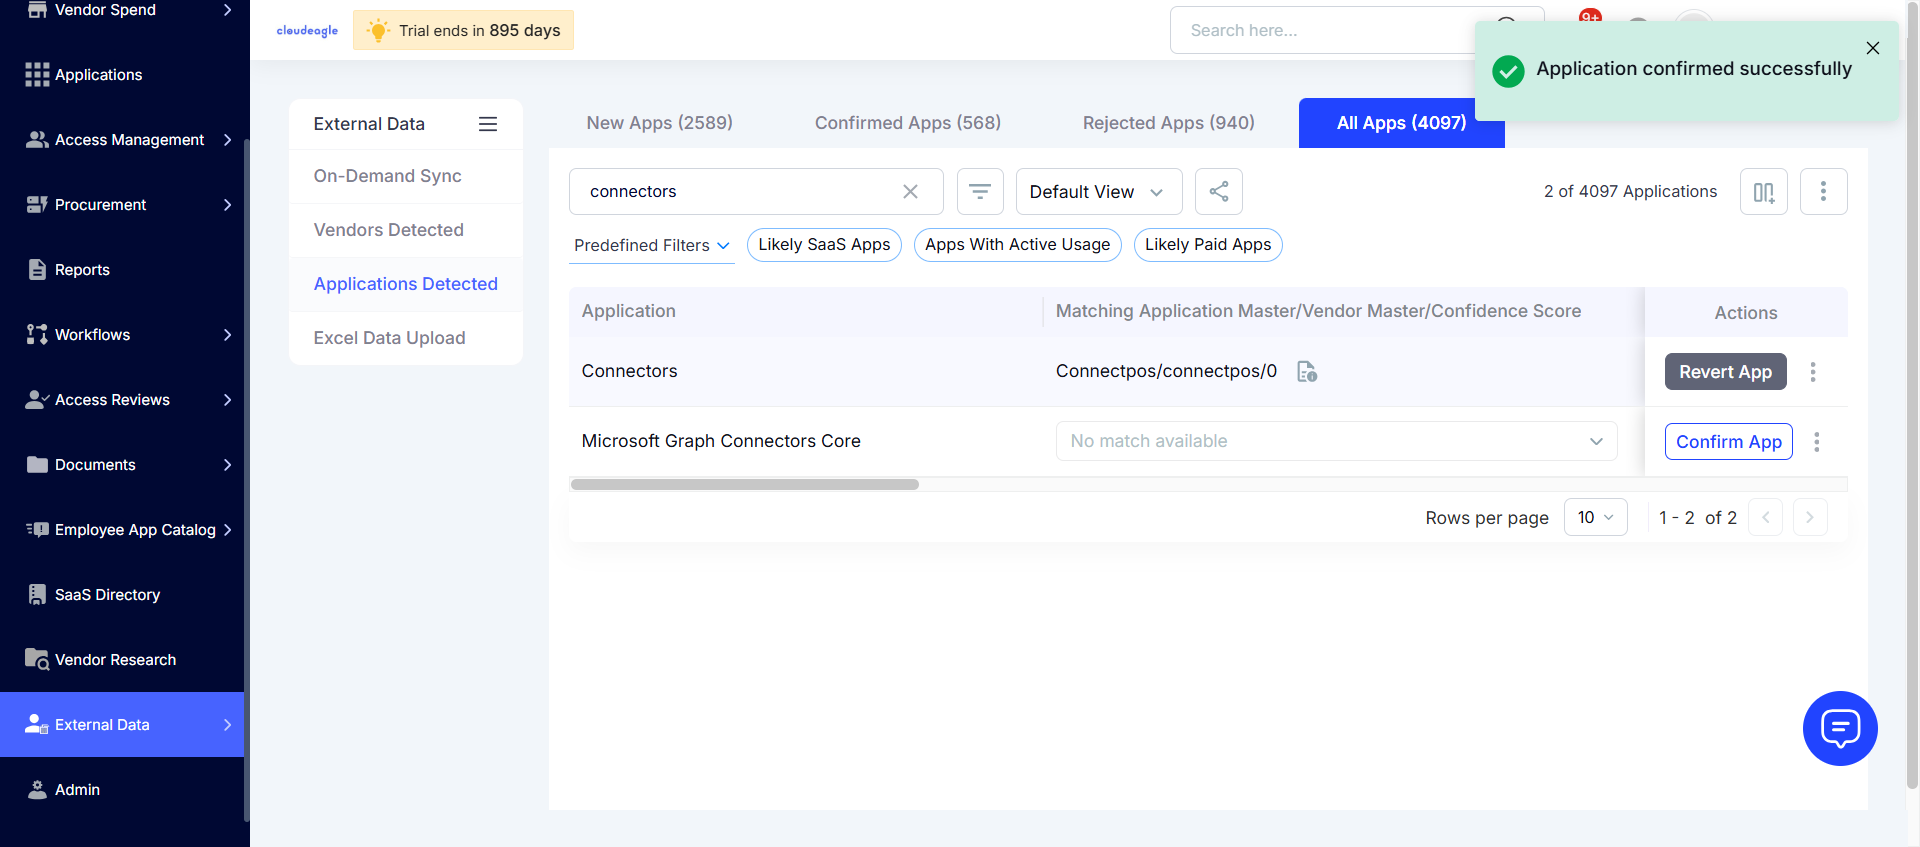 Vendor Spend
Applications
Access Management
Procurement
Reports
Workflows
Access Reviews
Documents
Employee App Catalog
SaaS Directory
Vendor Research
External Data
Admin
cloudeagle
Trial ends in 895 days
Search here...
9+
Application confirmed successfully
External Data
On-Demand Sync
Vendors Detected
Applications Detected
Excel Data Upload
New Apps (2589)
Confirmed Apps (568)
Rejected Apps (940)
All Apps (4097)
connectors
Default View
2 of 4097 Applications
Predefined Filters
Likely SaaS Apps
Apps With Active Usage
Likely Paid Apps
Application
Matching Application Master/Vendor Master/Confidence Score
Actions
Connectors
Connectpos/connectpos/0
Revert App
Microsoft Graph Connectors Core
No match available
Confirm App
Rows per page
10
1 - 2 of 2